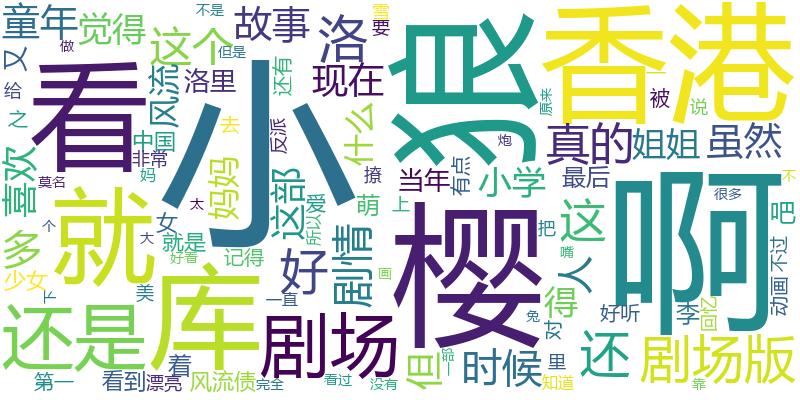 童年
觉得
这个
故事
洛
不是
雪
要
但是
做
又
给
之
看
小
狼
香港
风流
洛里
还有
现在
原来
一
被
说
喜欢
中国
非常
莫名
妈
去
妈妈
反派
什么
这部
撩
当年
有点
小学
真的
姐姐
虽然
最后
太
所以
爱
萌
上
炮
不
就
多
个
女
大
就是
好看
记得
好
剧情
画
樱
把
嘴
这
人
啊
很多
吧
不过
动画
少女
美
库
一直
但
得
兔
对
好听
李
回忆
还是
着
剧场
时候
里
还
剧场版
第一
看到
漂亮
风流债
完全
看过
没有
知道
靠